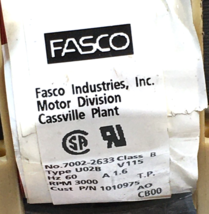 FASCO
Fasco Industries, Inc.
Motor Division
Cassville Plant
No.7002-2633 Class B
Type U02B V115
Hz 60 A 1.6
RPM 3000 T.P.
Cust P/N 1010975 AO
CB00